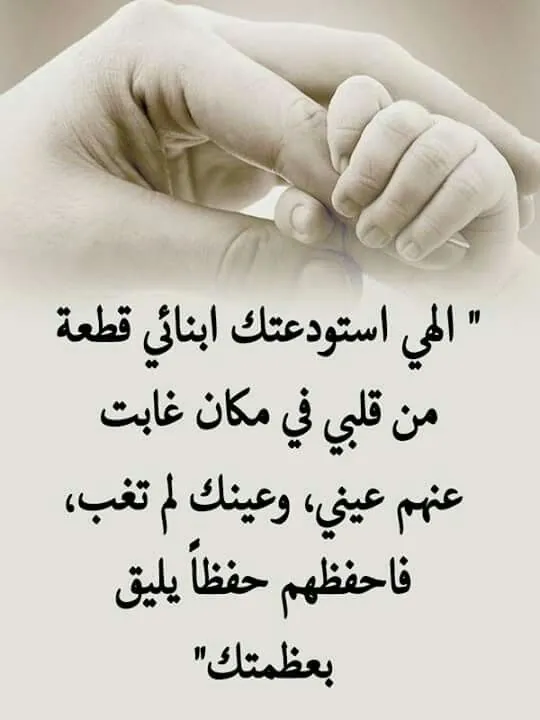 " الهي استودعتك ابنائي قطعة
من قلبي في مكان غابت
عنهم عيني، وعينك لم تغب،
فاحفظهم حفظاً يليق
بعظمتك"